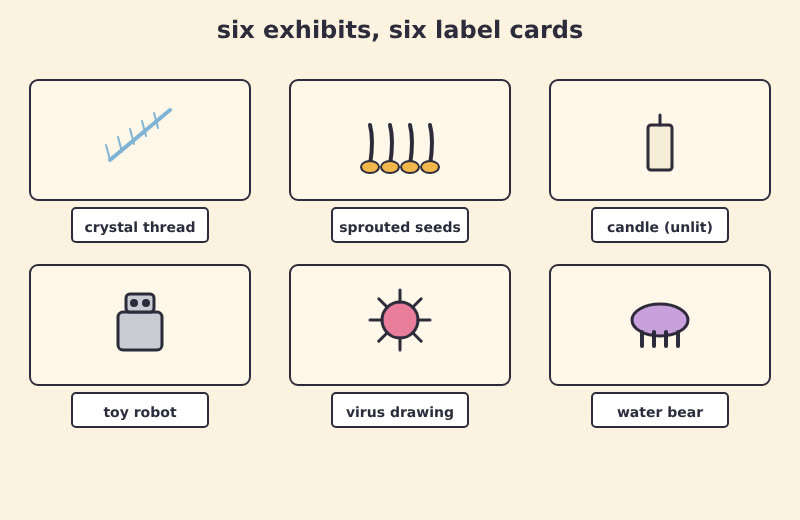 six exhibits, six label cards
crystal thread
sprouted seeds
candle (unlit)
toy robot
virus drawing
water bear